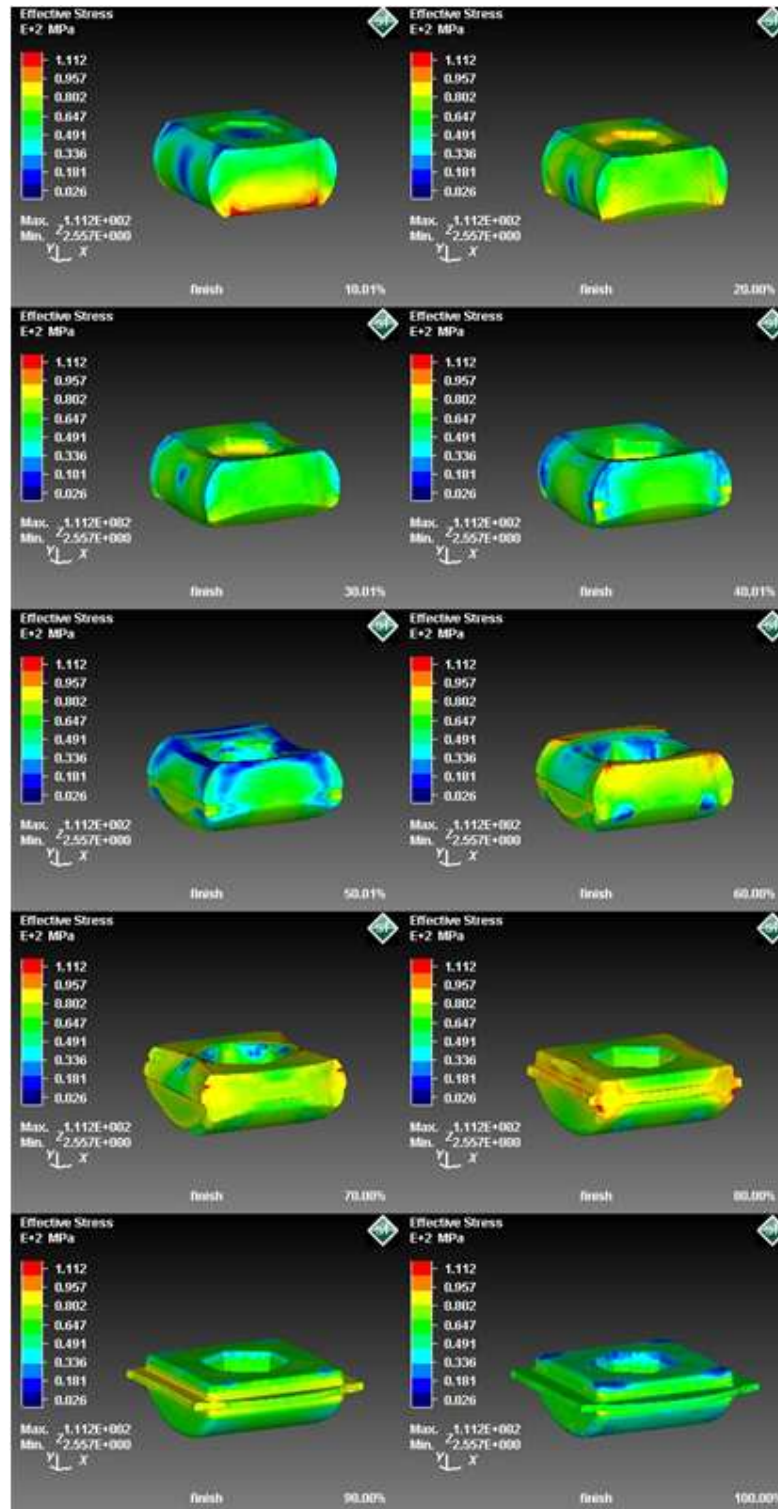 Effective Stress
E+2 MPa
1.112
0.957
0.802
0.647
0.491
0.336
0.181
0.026
Max. 1.112E+002
Min. 2.557E+000
Z
Y X
finish 10.01%
Effective Stress
E+2 MPa
1.112
0.957
0.802
0.647
0.491
0.336
0.181
0.026
Max. 1.112E+002
Min. 2.557E+000
Z
Y X
finish 20.00%
Effective Stress
E+2 MPa
1.112
0.957
0.802
0.647
0.491
0.336
0.181
0.026
Max. 1.112E+002
Min. 2.557E+000
Z
Y X
finish 30.01%
Effective Stress
E+2 MPa
1.112
0.957
0.802
0.647
0.491
0.336
0.181
0.026
Max. 1.112E+002
Min. 2.557E+000
Z
Y X
finish 40.01%
Effective Stress
E+2 MPa
1.112
0.957
0.802
0.647
0.491
0.336
0.181
0.026
Max. 1.112E+002
Min. 2.557E+000
Z
Y X
finish 50.01%
Effective Stress
E+2 MPa
1.112
0.957
0.802
0.647
0.491
0.336
0.181
0.026
Max. 1.112E+002
Min. 2.557E+000
Z
Y X
finish 60.00%
Effective Stress
E+2 MPa
1.112
0.957
0.802
0.647
0.491
0.336
0.181
0.026
Max. 1.112E+002
Min. 2.557E+000
Z
Y X
finish 70.00%
Effective Stress
E+2 MPa
1.112
0.957
0.802
0.647
0.491
0.336
0.181
0.026
Max. 1.112E+002
Min. 2.557E+000
Z
Y X
finish 80.00%
Effective Stress
E+2 MPa
1.112
0.957
0.802
0.647
0.491
0.336
0.181
0.026
Max. 1.112E+002
Min. 2.557E+000
Z
Y X
finish 90.00%
Effective Stress
E+2 MPa
1.112
0.957
0.802
0.647
0.491
0.336
0.181
0.026
Max. 1.112E+002
Min. 2.557E+000
Z
Y X
finish 100.00%